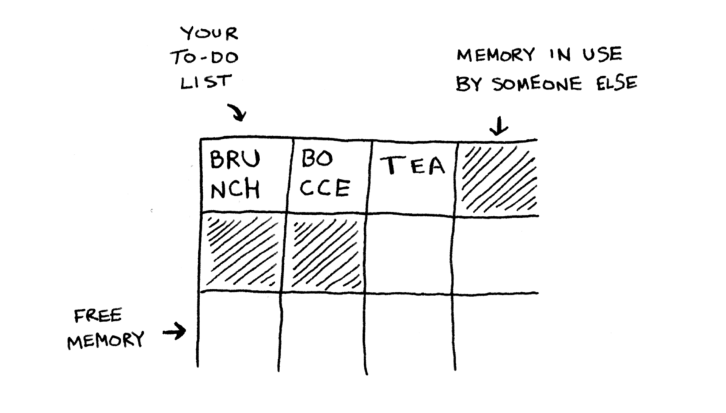 YOUR
TO-DO
LIST
MEMORY IN USE
BY SOMEONE ELSE
BRU
NCH
BO
CCE
TEA
FREE
MEMORY